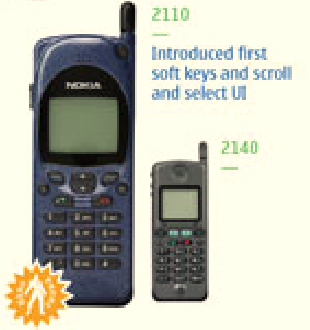 2110
Introduced first
soft keys and scroll
and select UI
NOKIA
2140